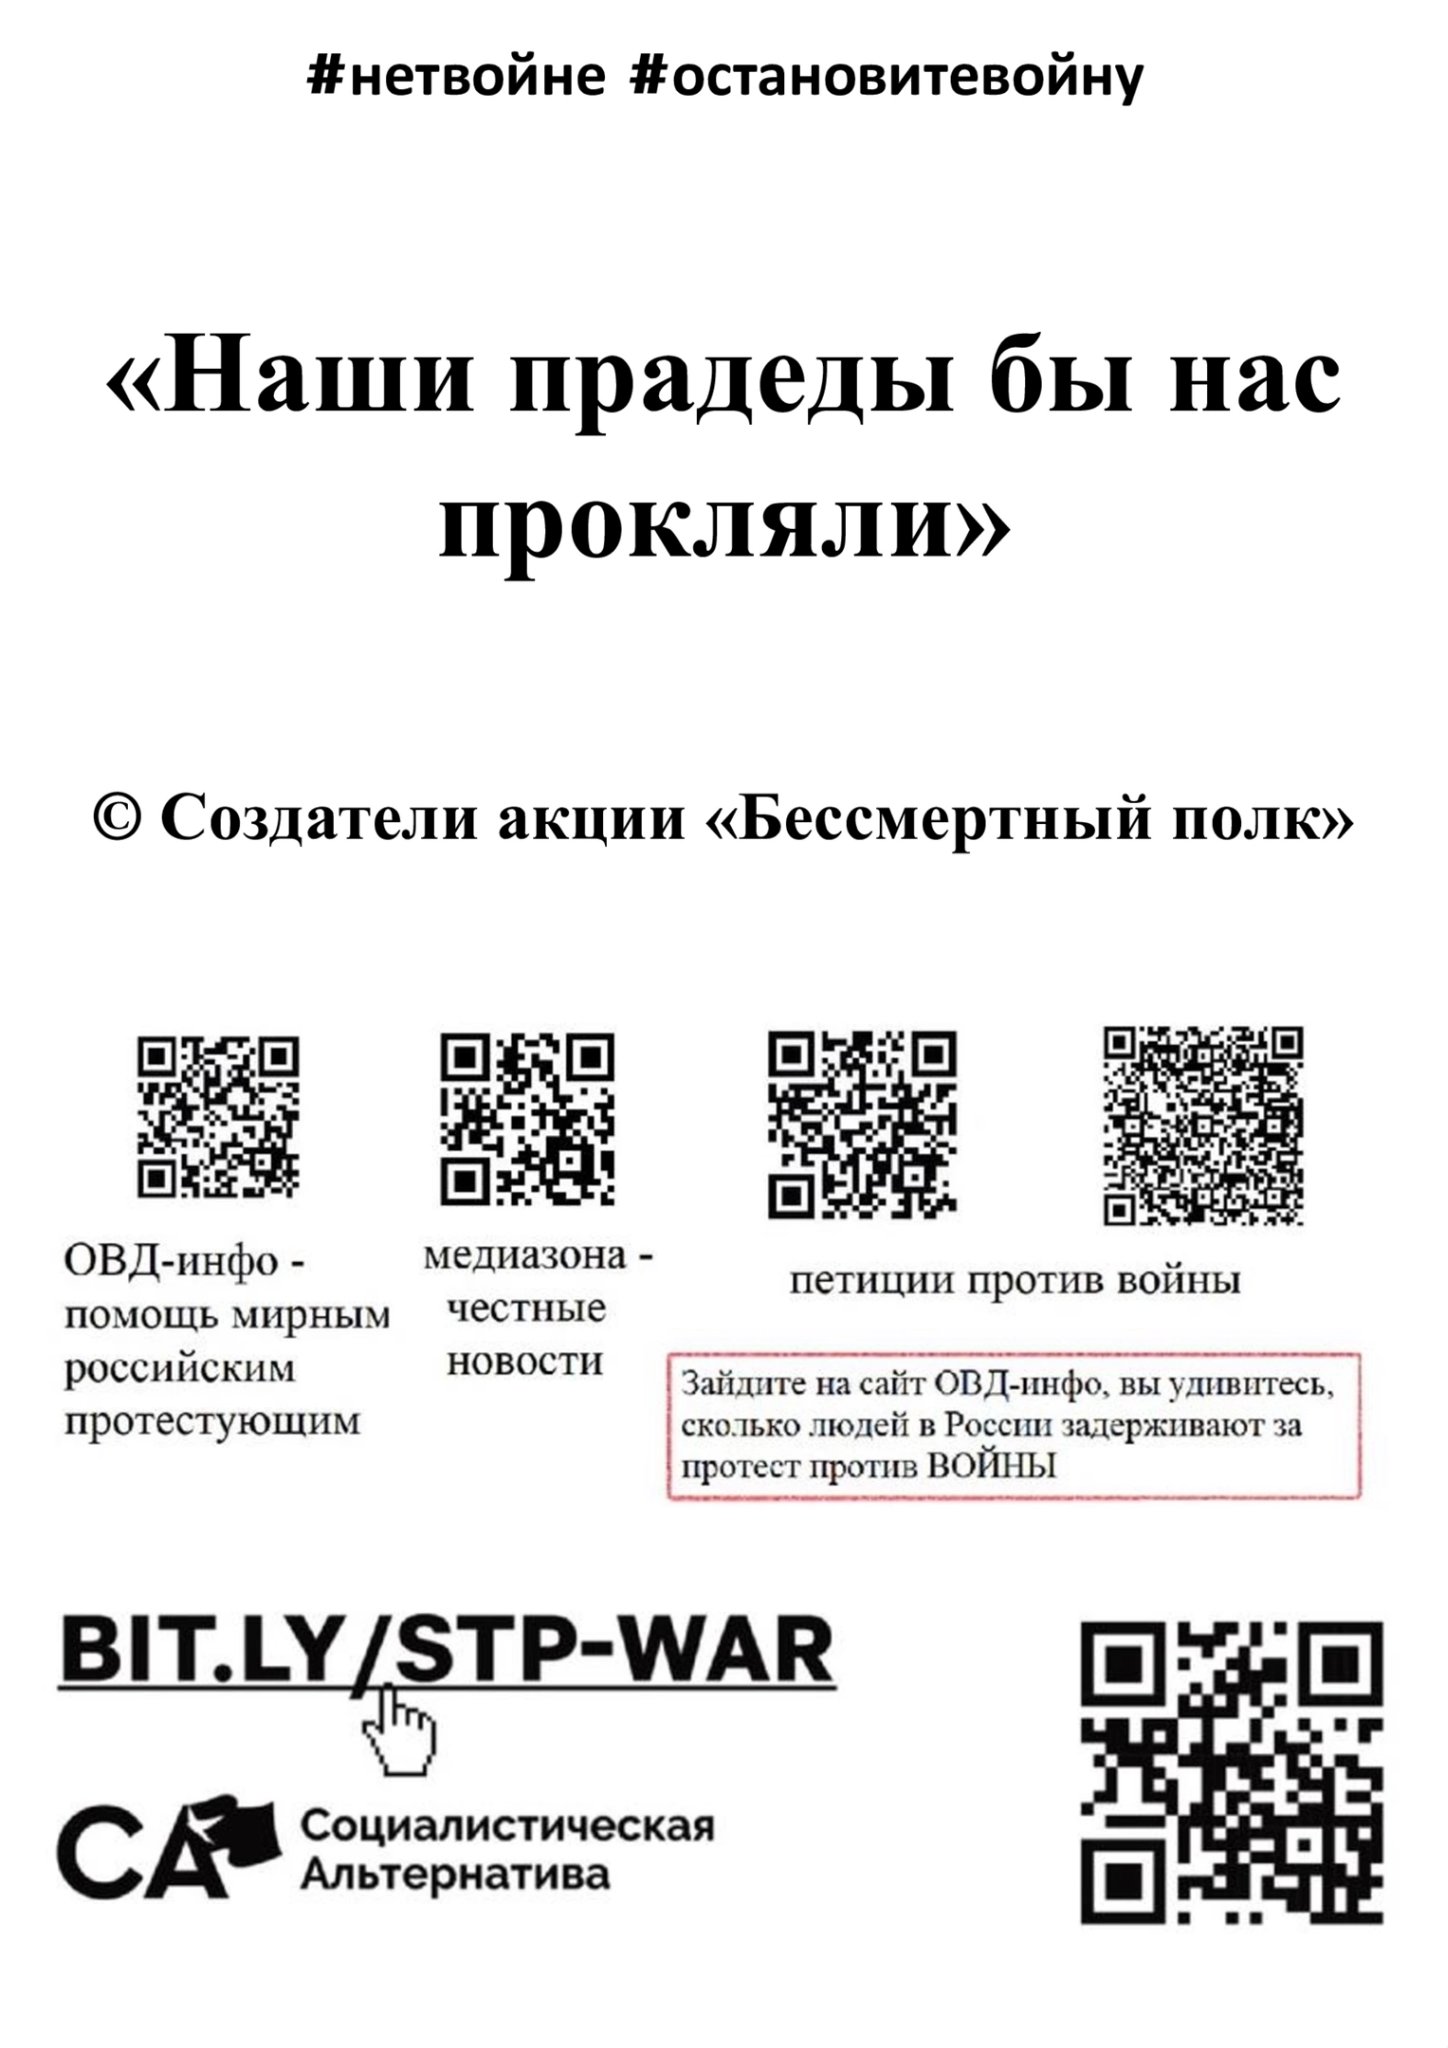 #нетвойне #остановитевойну
«Наши прадеды бы нас
прокляли»
© Создатели акции «Бессмертный полк»
ОВД-инфо -
помощь мирным
российским
протестующим
медиазона -
честные
новости
петиции против войны
Зайдите на сайт ОВД-инфо, вы удивитесь,
сколько людей в России задерживают за
протест против ВОЙНЫ
BIT.LY/STP-WAR
СА
Социалистическая
Альтернатива